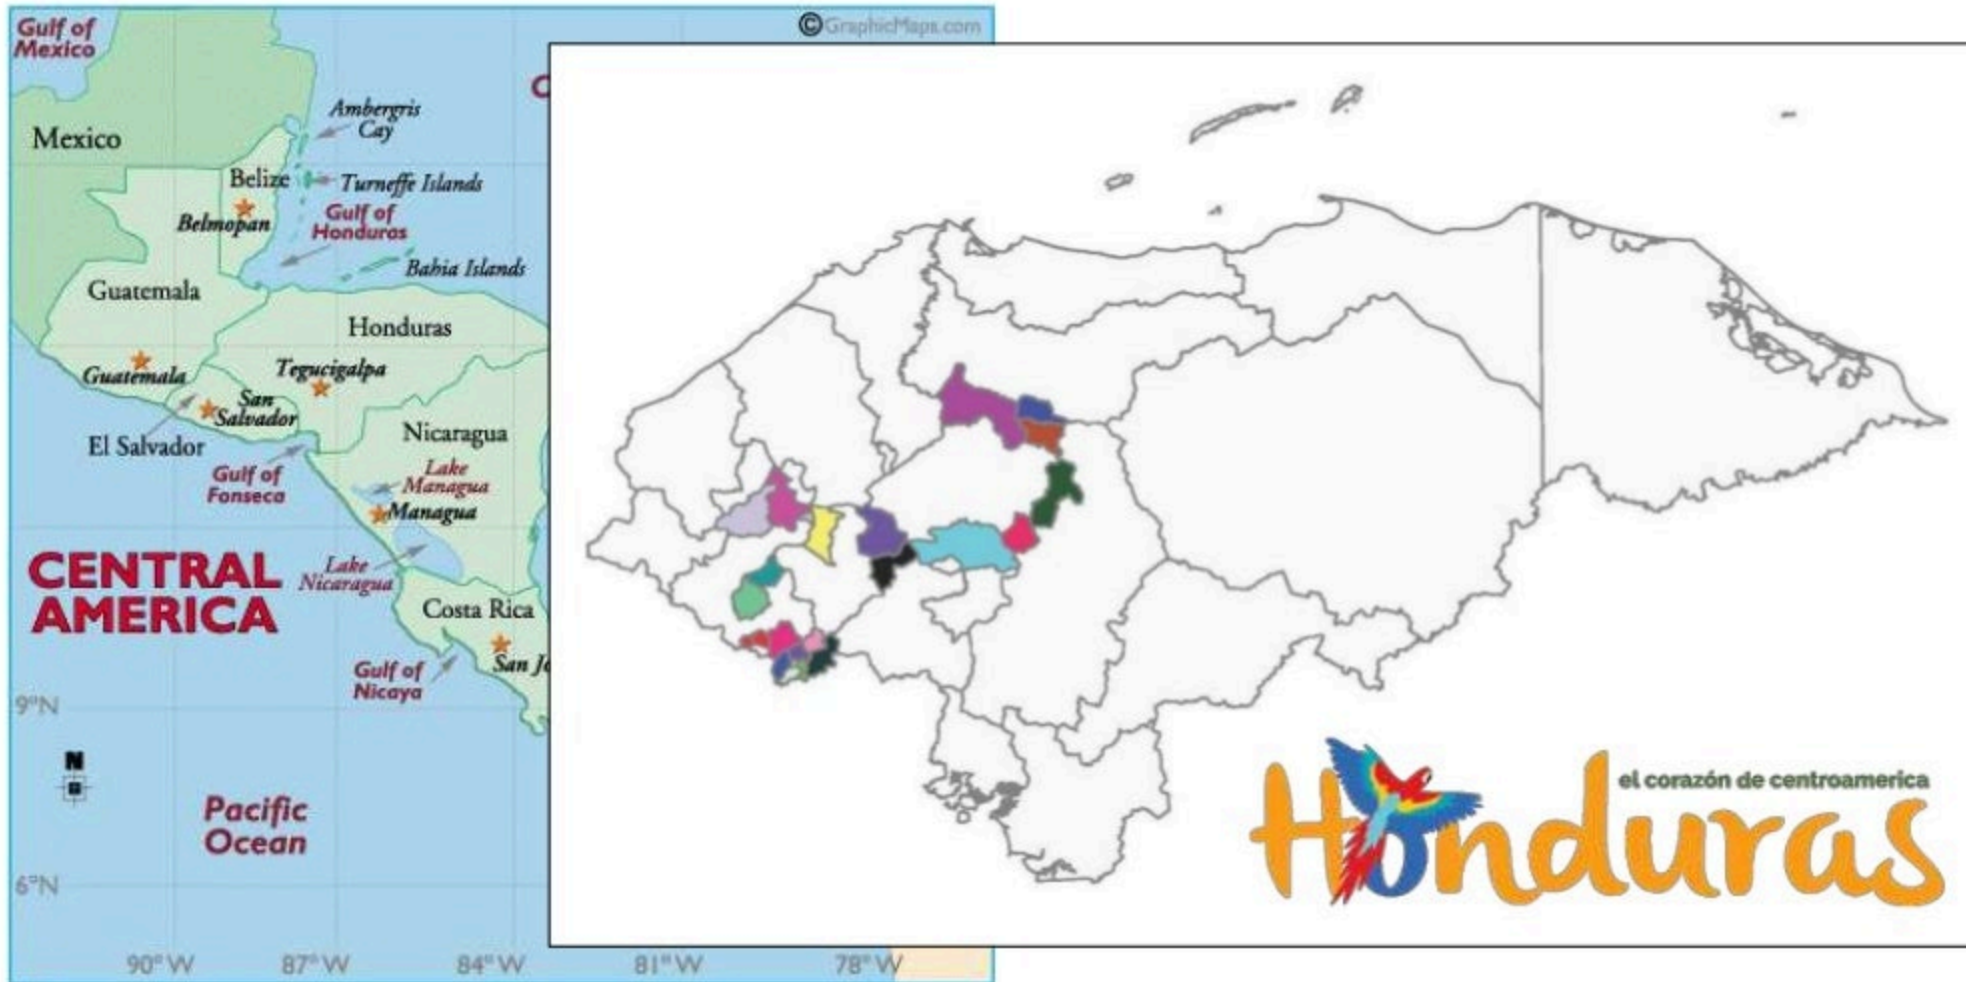 Gulf of
Mexico
©GraphicMaps.com
C
Ambergris
Cay
Mexico
Belize
Turneffe Islands
Belmopan
Gulf of
Honduras
Bahia Islands
Guatemala
Honduras
Guatemala
Tegucigalpa
San
Salvador
El Salvador
Nicaragua
Gulf of
Fonseca
Lake
Managua
Managua
CENTRAL
AMERICA
Lake
Nicaragua
Costa Rica
San Jo
Gulf of
Nicaya
9°N
N
Pacific
Ocean
6°N
90°W 87°W 84°W 81°W 78°W
el corazón de centroamerica
Honduras